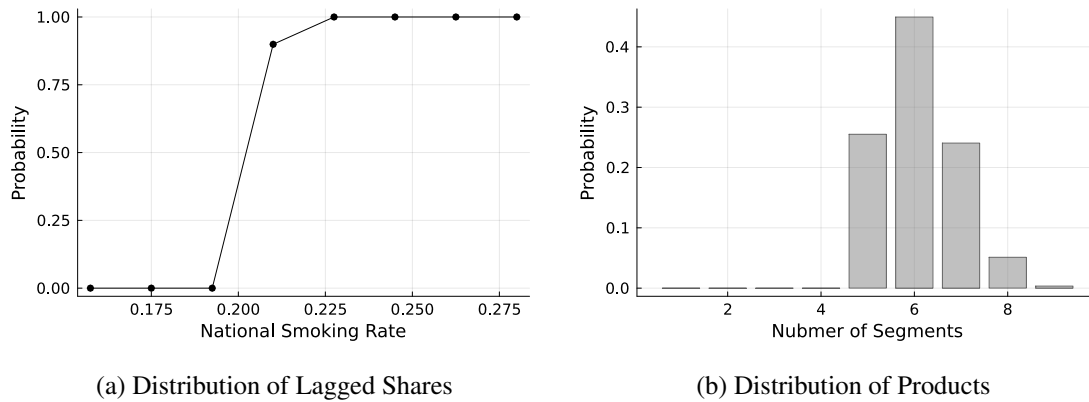 1.00
0.75
0.50
0.25
0.00
Probability
0.175 0.200 0.225 0.250 0.275
National Smoking Rate
(a) Distribution of Lagged Shares
0.4
0.3
0.2
0.1
0.0
Probability
2 4 6 8
Nubmer of Segments
(b) Distribution of Products